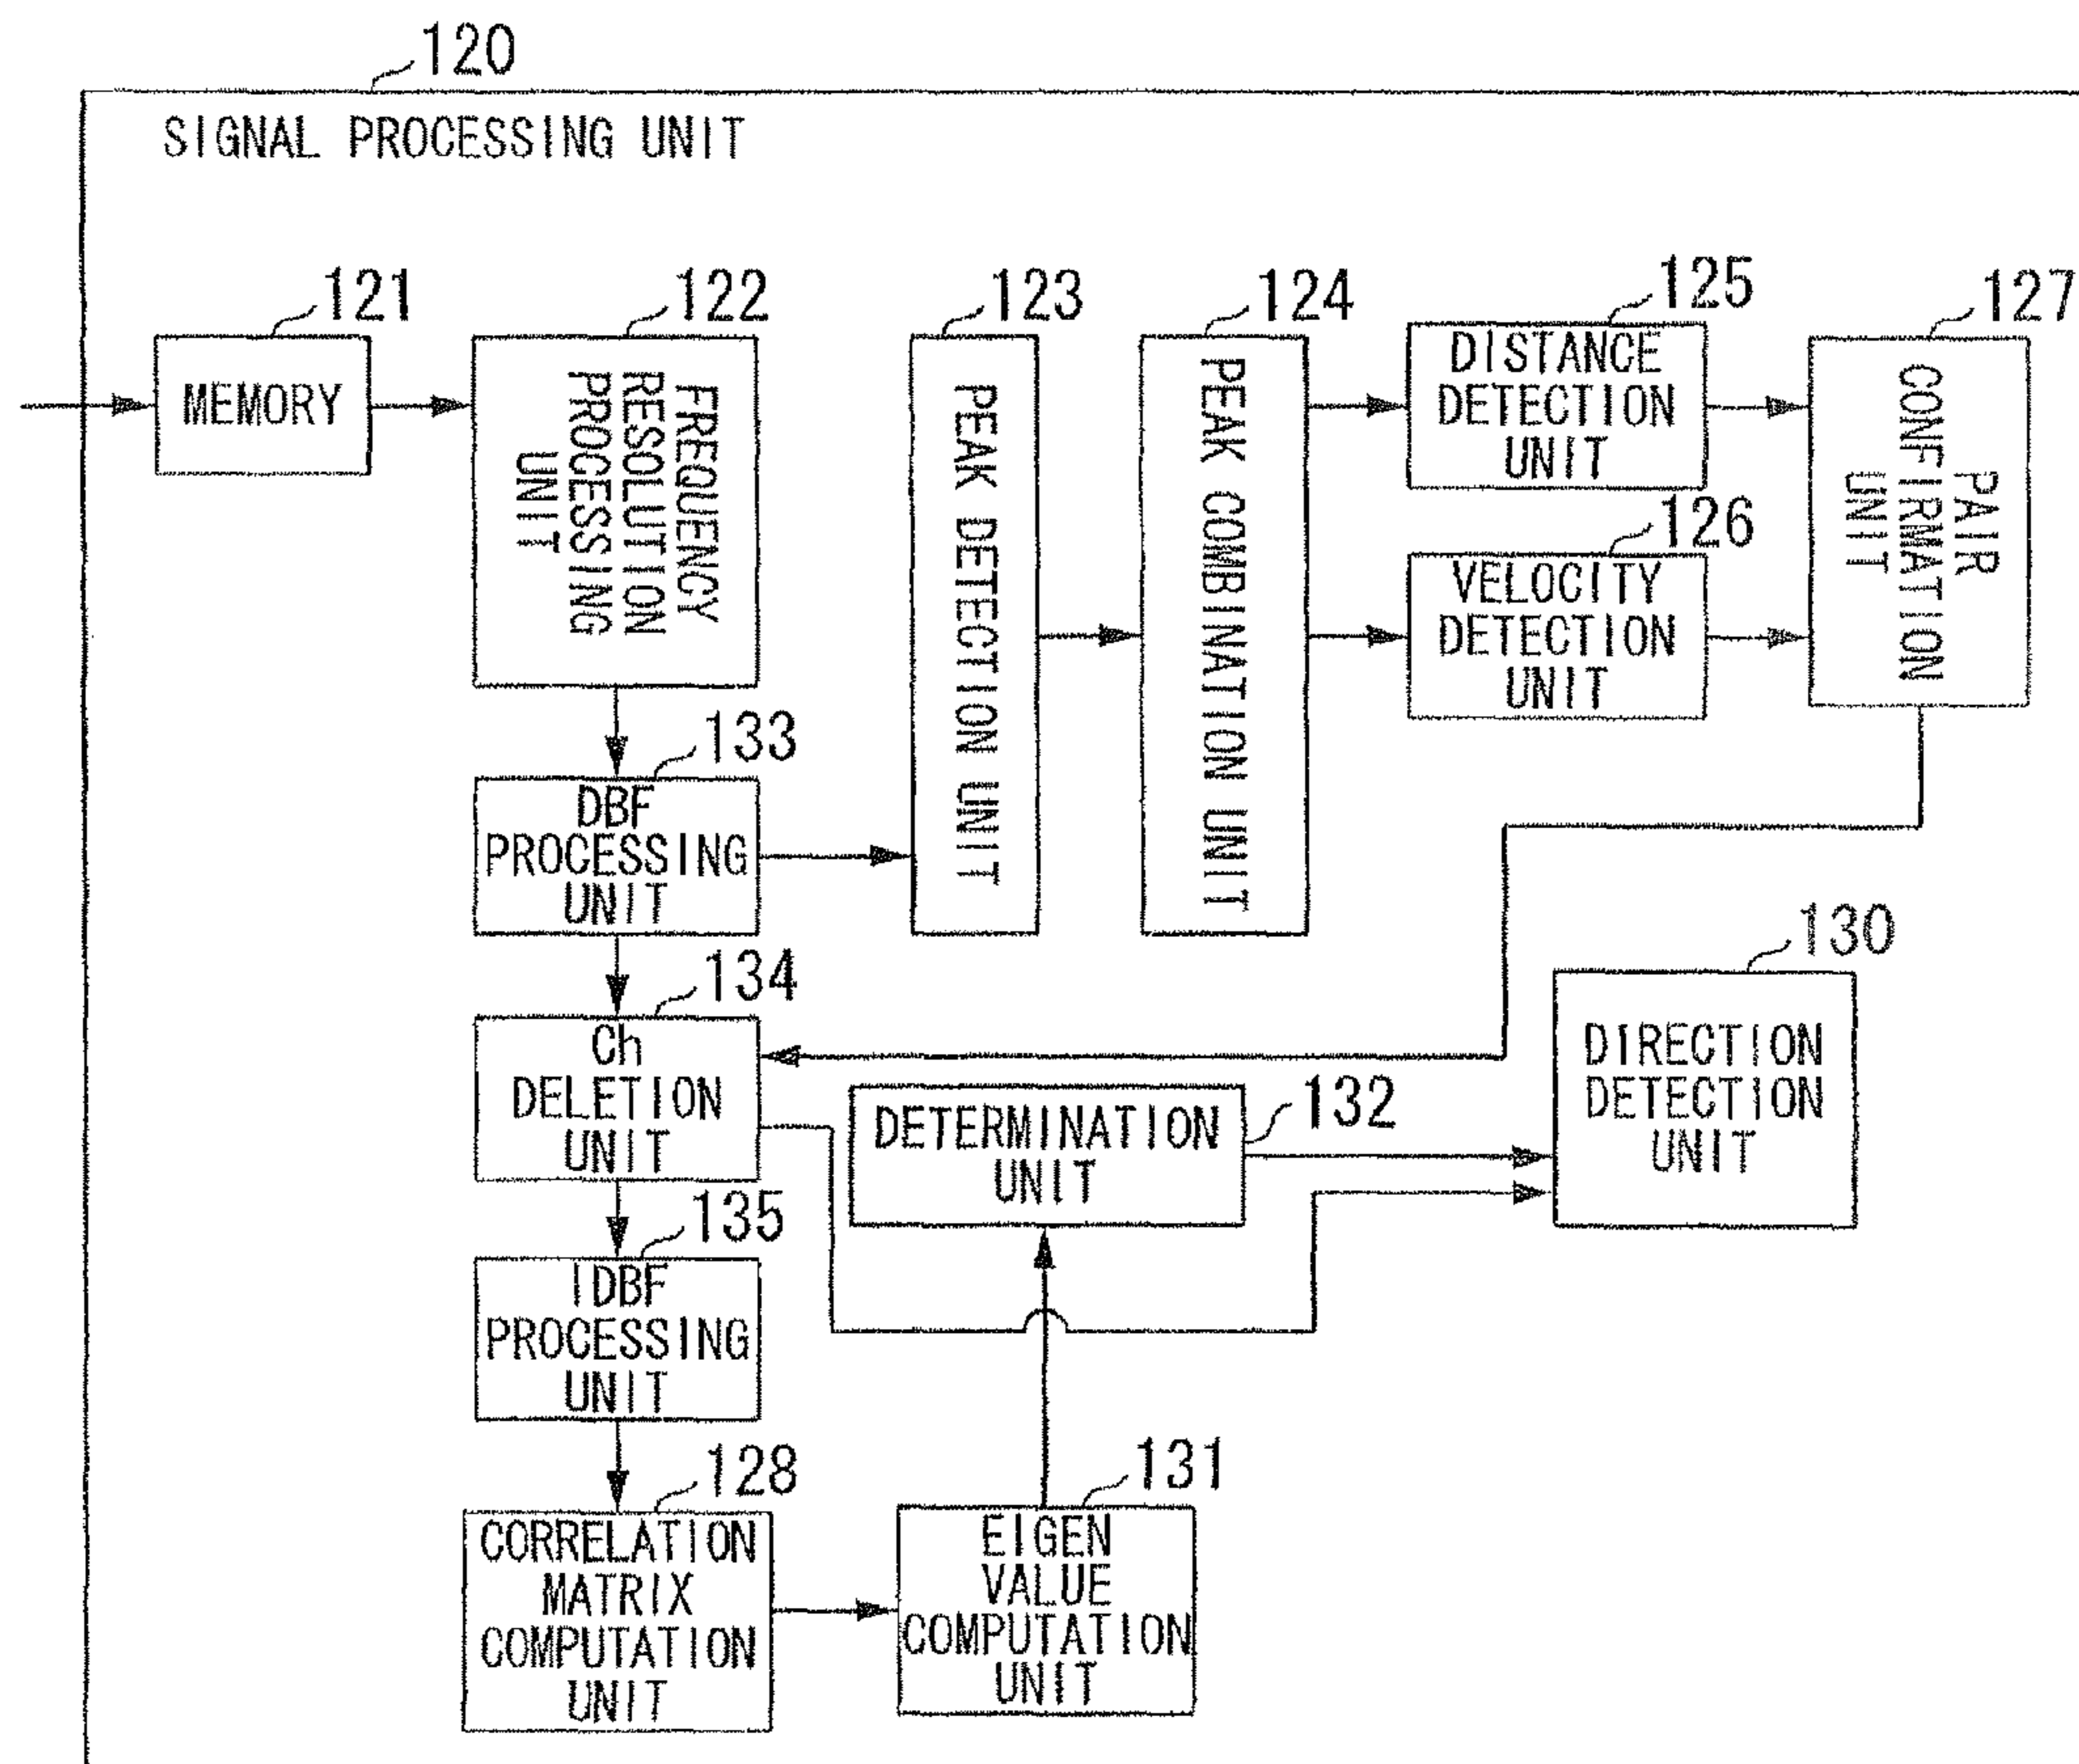 120
SIGNAL PROCESSING UNIT
121
MEMORY
122
FREQUENCY
RESOLUTION
PROCESSING
UNIT
123
PEAK DETECTION UNIT
124
PEAK COMBINATION UNIT
125
DISTANCE
DETECTION
UNIT
126
VELOCITY
DETECTION
UNIT
127
PAIR
CONFIRMATION
UNIT
133
DBF
PROCESSING
UNIT
134
Ch
DELETION
UNIT
130
DIRECTION
DETECTION
UNIT
132
DETERMINATION
UNIT
135
IDBF
PROCESSING
UNIT
128
CORRELATION
MATRIX
COMPUTATION
UNIT
131
EIGEN
VALUE
COMPUTATION
UNIT